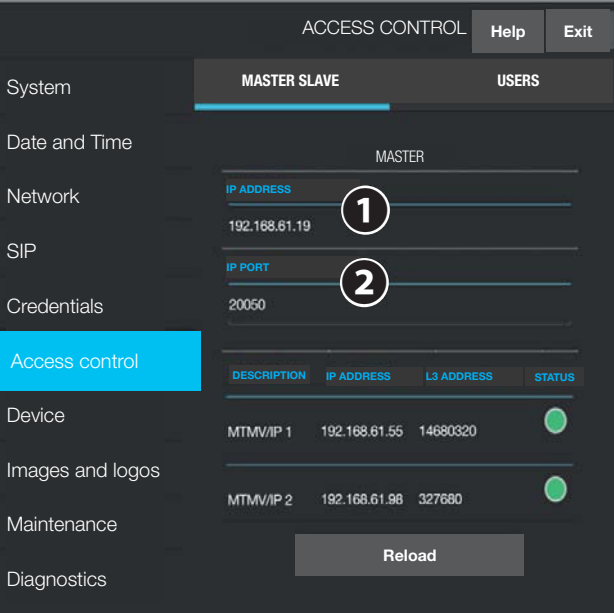 ACCESS CONTROL Help Exit
MASTER SLAVE USERS
System
Date and Time
Network
SIP
Credentials
Access control
Device
Images and logos
Maintenance
Diagnostics
MASTER
IP ADDRESS
1
192.168.61.19
IP PORT
2
20050
DESCRIPTION IP ADDRESS L3 ADDRESS STATUS
MTMV/IP 1 192.168.61.55 14680320
MTMV/IP 2 192.168.61.98 327680
Reload